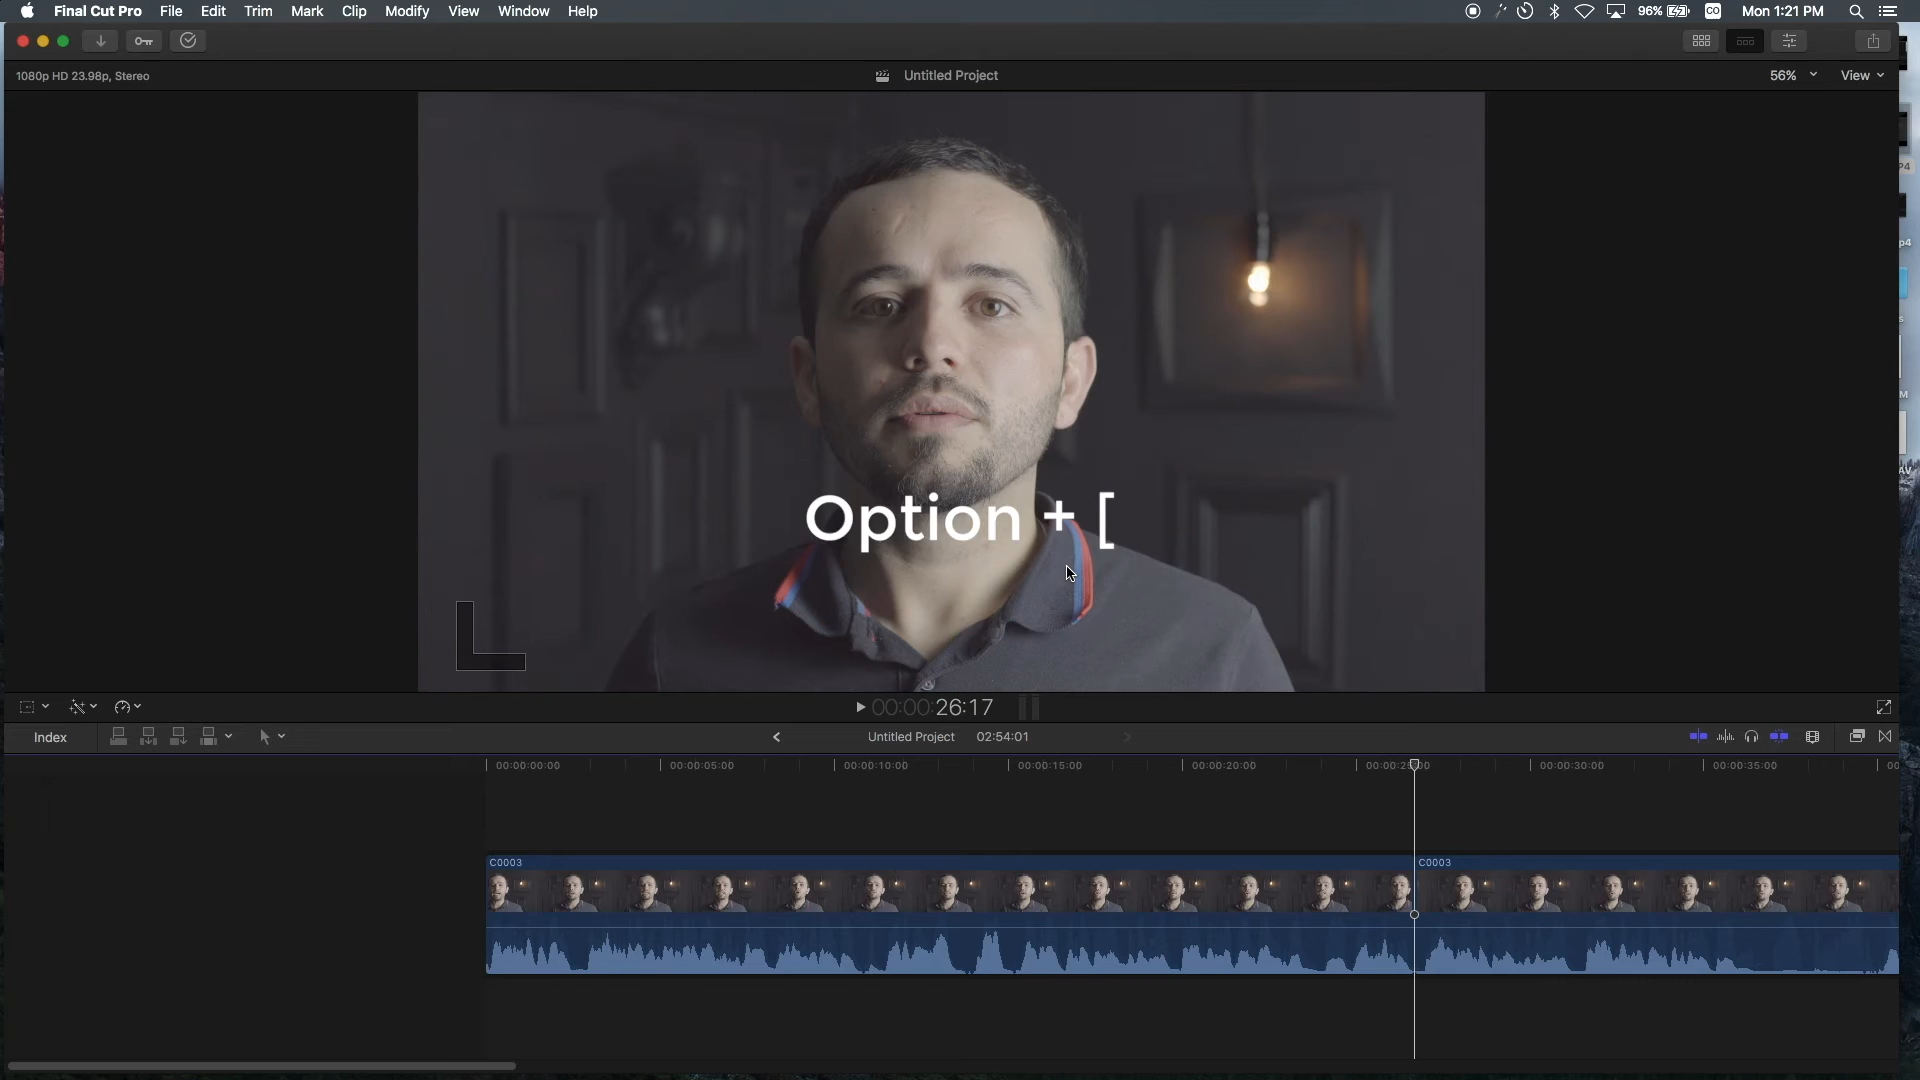 Final Cut Pro File Edit Trim Mark Clip Modify View Window Help 96% Mon 1:21 PM
1080p HD 23.98p, Stereo Untitled Project 56% View
Option + [
00:00:26:17
Index Untitled Project 02:54:01
00:00:00:00 00:00:05:00 00:00:10:00 00:00:15:00 00:00:20:00 00:00:30:00 00:00:35:00
C0003 C0003